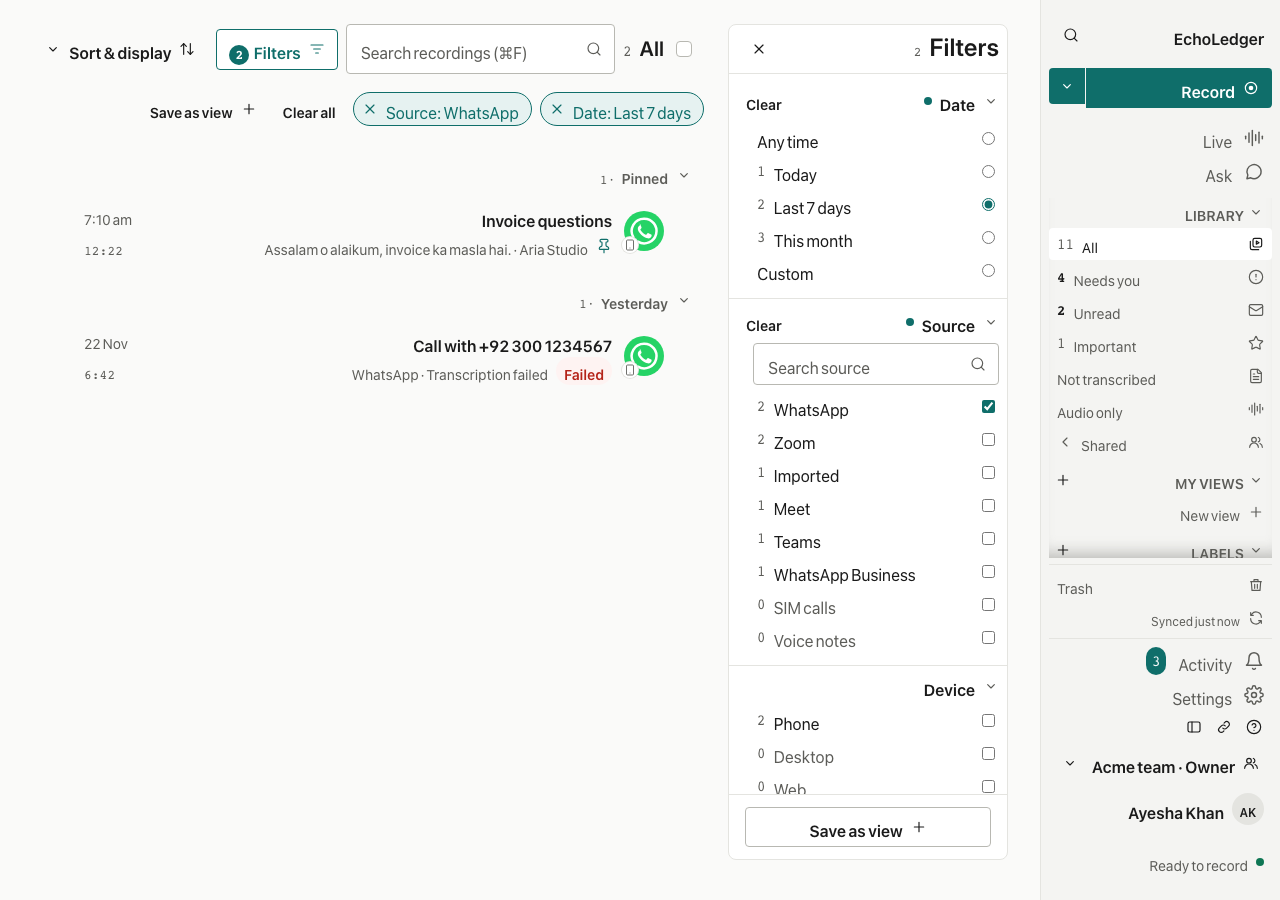 EchoLedger
Record
Live
Ask
LIBRARY
All 11
Needs you 4
Unread 2
Important 1
Not transcribed
Audio only
Shared
MY VIEWS
New view
LABELS
Trash
Synced just now
Activity 3
Settings
Acme team · Owner
AK Ayesha Khan
Ready to record
Filters 2
Date Clear
Any time
Today 1
Last 7 days 2
This month 3
Custom
Source Clear
Search source
WhatsApp 2
Zoom 2
Imported 1
Meet 1
Teams 1
WhatsApp Business 1
SIM calls 0
Voice notes 0
Device
Phone 2
Desktop 0
Web 0
Save as view
All 2
Search recordings (⌘F)
Filters 2
Sort & display
Date: Last 7 days
Source: WhatsApp
Clear all
Save as view
Pinned · 1
Invoice questions
7:10 am
Assalam o alaikum, invoice ka masla hai. · Aria Studio
12:22
Yesterday · 1
Call with +92 300 1234567
22 Nov
Failed
WhatsApp · Transcription failed
6:42